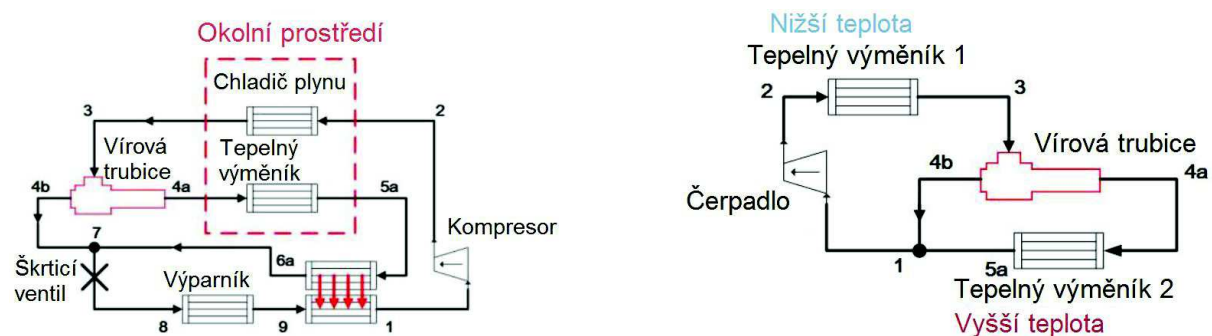 Okolní prostředí
Chladič plynu
3
2
Vírová
trubice
Tepelný
výměník
4b
4a
5a
Kompresor
7
6a
Škrticí
ventil
Výparník
8
9
1
Nižší teplota
Tepelný výměník 1
2
3
Vírová trubice
4b
4a
Čerpadlo
1
5a
Tepelný výměník 2
Vyšší teplota